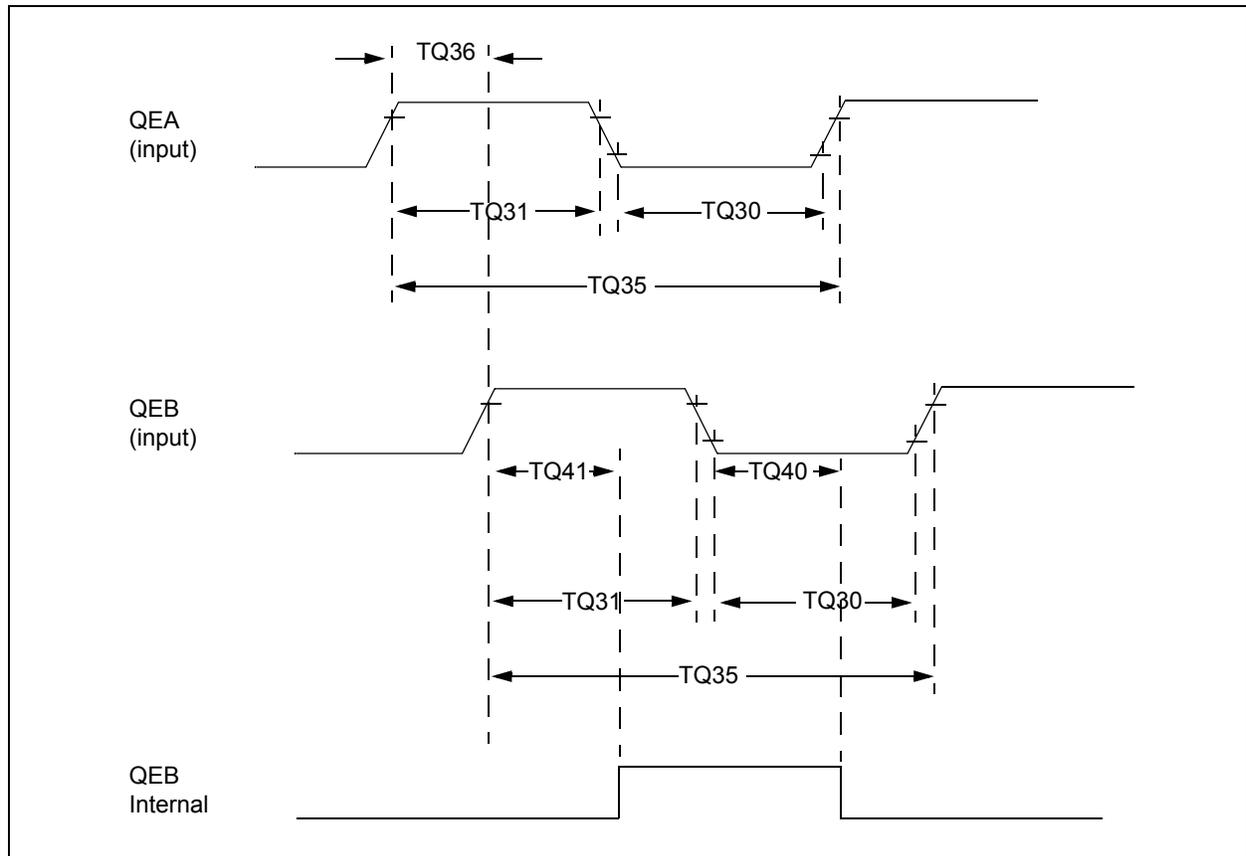 TQ36
QEA
(input)
TQ31
TQ30
TQ35
QEB
(input)
TQ41
TQ40
TQ31
TQ30
TQ35
QEB
Internal